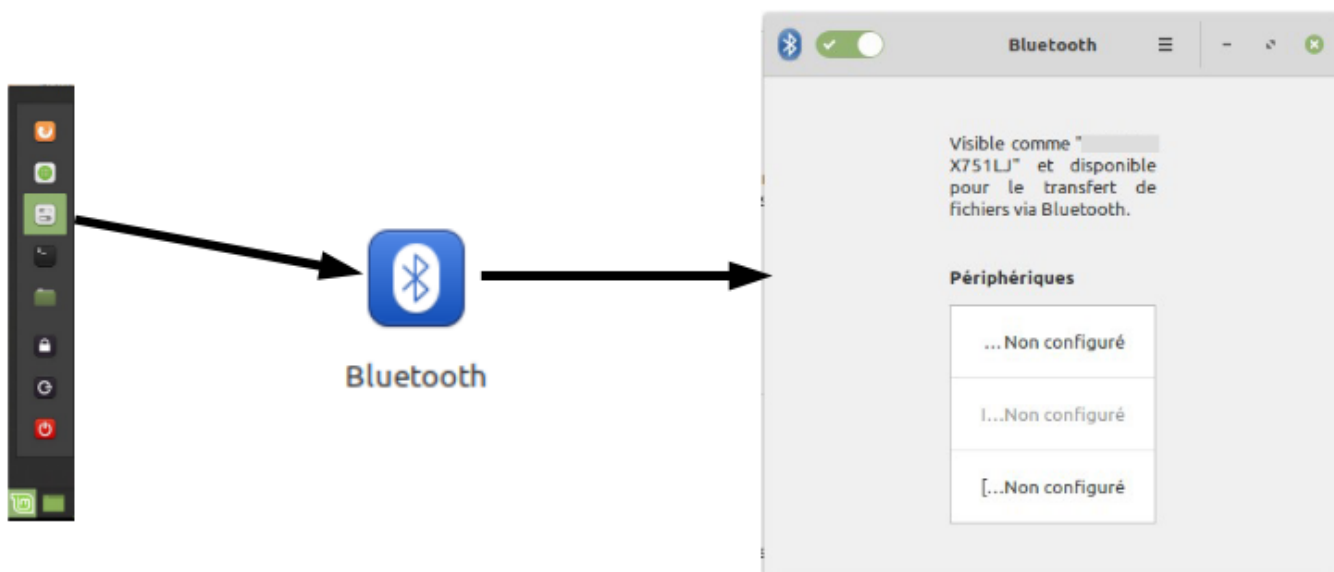 Bluetooth
Bluetooth
Visible comme "
X751LJ" et disponible
pour le transfert de
fichiers via Bluetooth.
Périphériques
...Non configuré
I...Non configuré
[...Non configuré